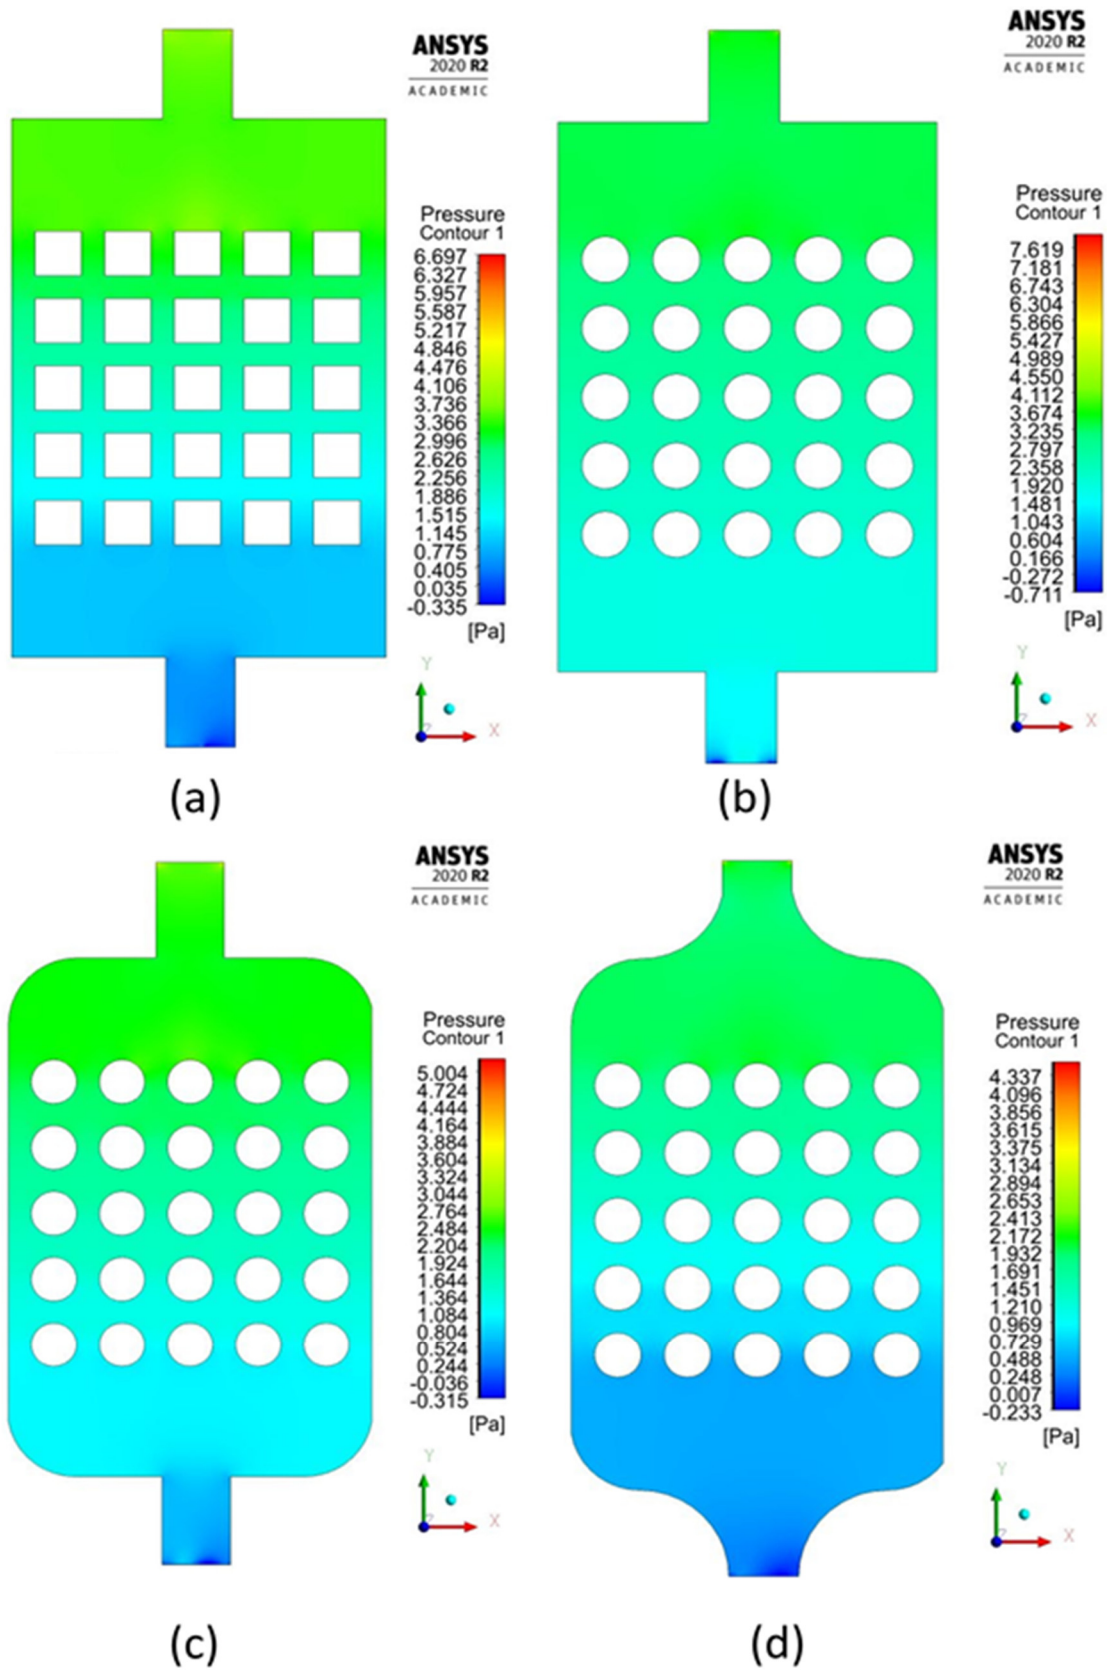 ANSYS
2020 R2
ACADEMIC
Pressure
Contour 1
6.697
6.327
5.957
5.587
5.217
4.846
4.476
4.106
3.736
3.366
2.996
2.626
2.256
1.886
1.515
1.145
0.775
0.405
0.035
-0.335
[Pa]
Y
Z
X
(a)
ANSYS
2020 R2
ACADEMIC
Pressure
Contour 1
7.619
7.181
6.743
6.304
5.866
5.427
4.989
4.550
4.112
3.674
3.235
2.797
2.358
1.920
1.481
1.043
0.604
0.166
-0.272
-0.711
[Pa]
Y
Z
X
(b)
ANSYS
2020 R2
ACADEMIC
Pressure
Contour 1
5.004
4.724
4.444
4.164
3.884
3.604
3.324
3.044
2.764
2.484
2.204
1.924
1.644
1.364
1.084
0.804
0.524
0.244
-0.036
-0.315
[Pa]
Y
Z
X
(c)
ANSYS
2020 R2
ACADEMIC
Pressure
Contour 1
4.337
4.096
3.856
3.615
3.375
3.134
2.894
2.653
2.413
2.172
1.932
1.691
1.451
1.210
0.969
0.729
0.488
0.248
0.007
-0.233
[Pa]
Y
Z
X
(d)